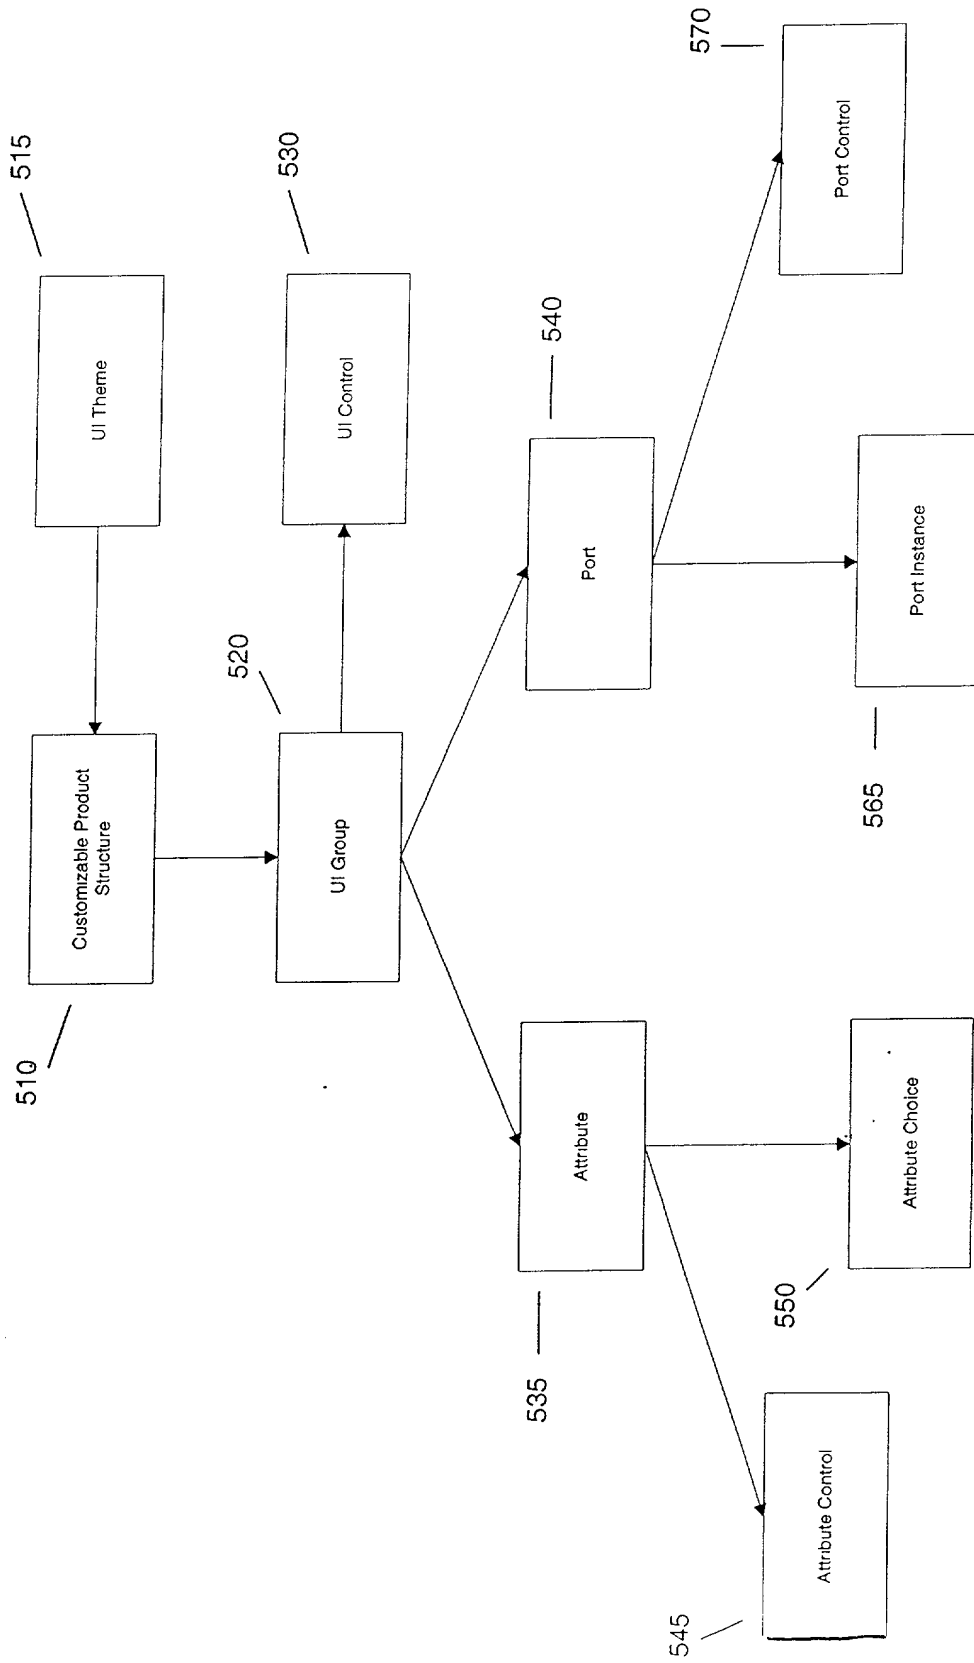 510
Customizable Product
Structure
UI Theme
515
520
UI Group
UI Control
530
535
Attribute
Port
540
545
Attribute Control
550
Attribute Choice
565
Port Instance
Port Control
570